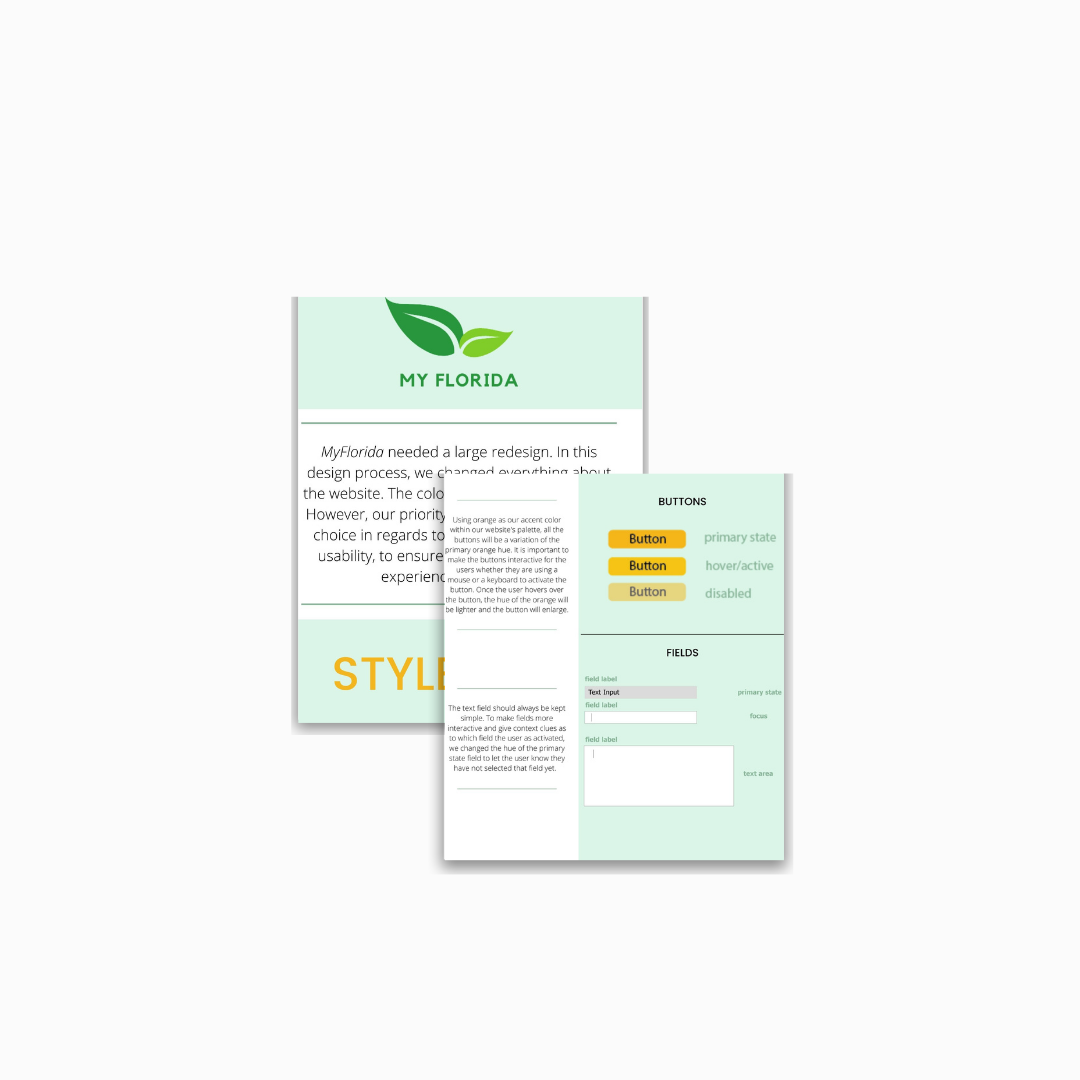 MY FLORIDA
MyFlorida needed a large redesign. In this
design process, we changed everything about
the website. The colo
However, our priority
choice in regards to
usability, to ensure
experienc
STYLE
Using orange as our accent color
within our website's palette, all the
buttons will be a variation of the
primary orange hue. It is important to
make the buttons interactive for the
users whether they are using a
mouse or a keyboard to activate the
button. Once the user hovers over
the button, the hue of the orange will
be lighter and the button will enlarge.
The text field should always be kept
simple. To make fields more
interactive and give context clues as
to which field the user as activated,
we changed the hue of the primary
state field to let the user know they
have not selected that field yet.
BUTTONS
Button primary state
Button hover/active
Button disabled
FIELDS
field label
Text Input primary state
field label
focus
field label
text area